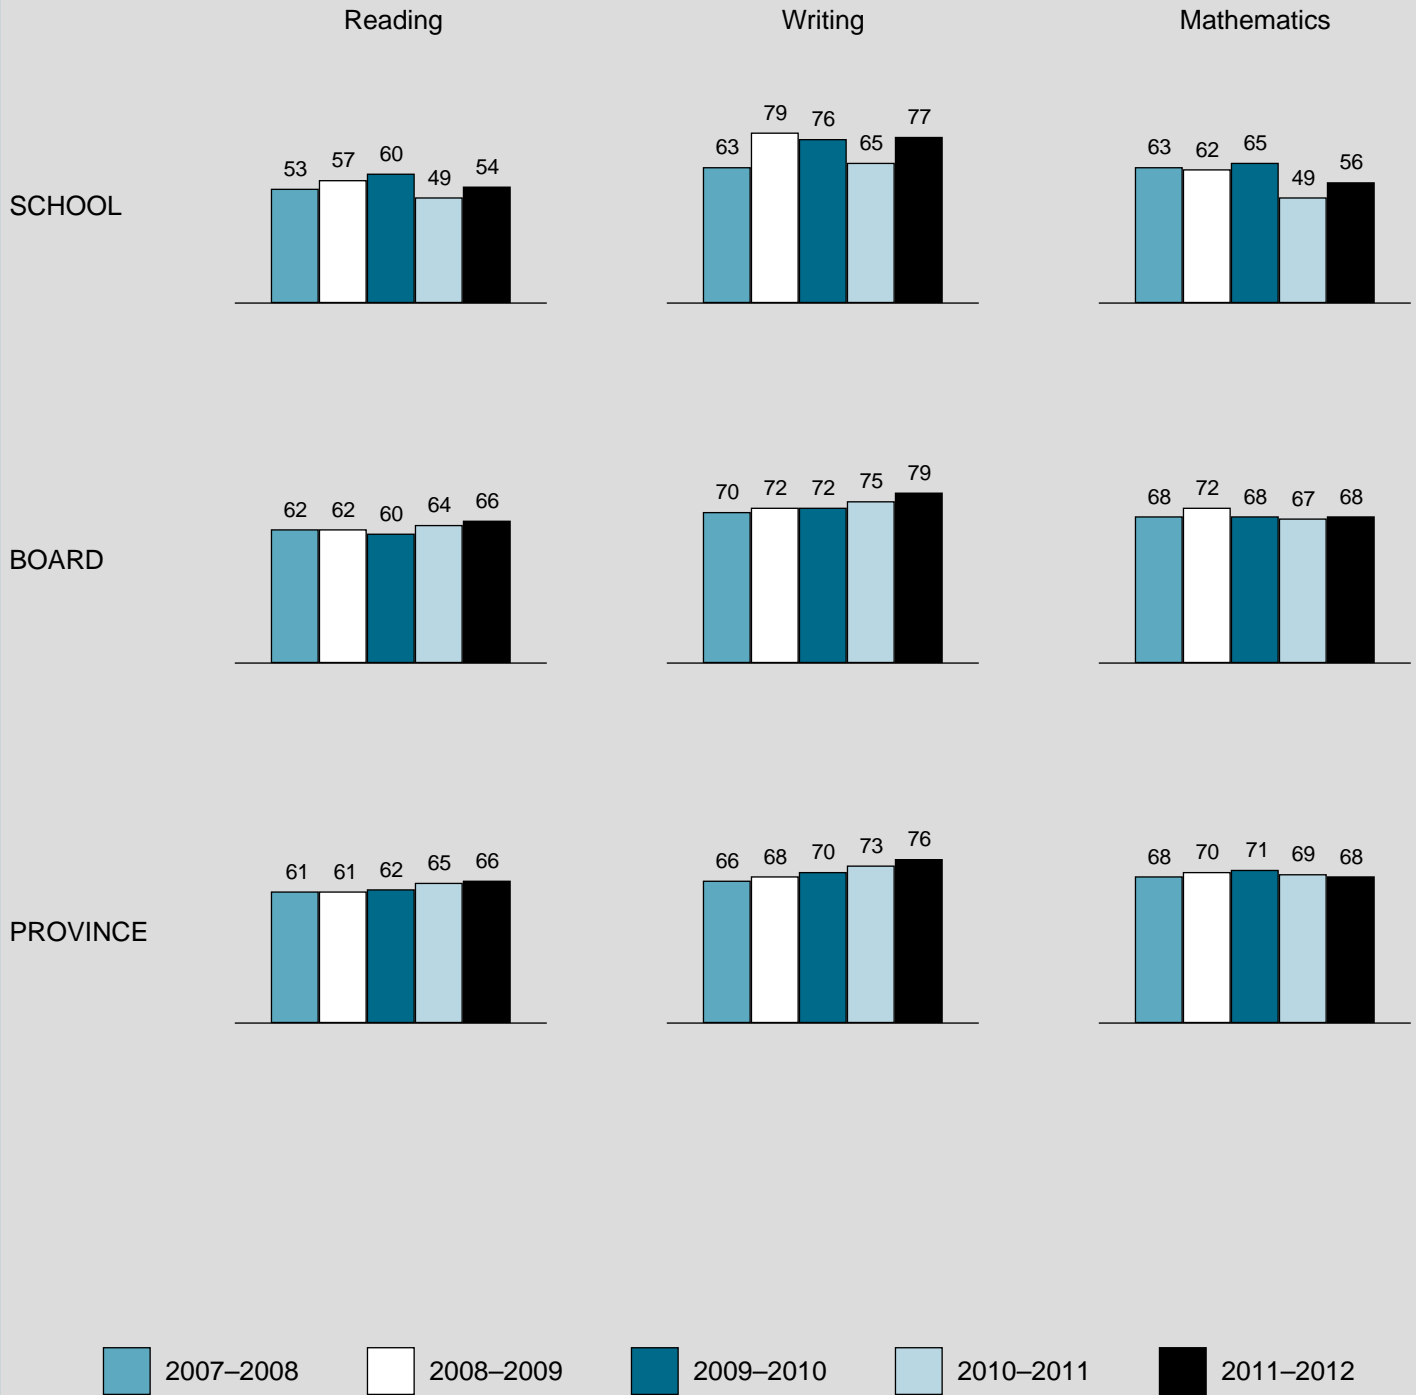 Reading Writing Mathematics
SCHOOL
53 57 60 49 54
63 79 76 65 77
63 62 65 49 56
BOARD
62 62 60 64 66
70 72 72 75 79
68 72 68 67 68
PROVINCE
61 61 62 65 66
66 68 70 73 76
68 70 71 69 68
2007–2008 2008–2009 2009–2010 2010–2011 2011–2012